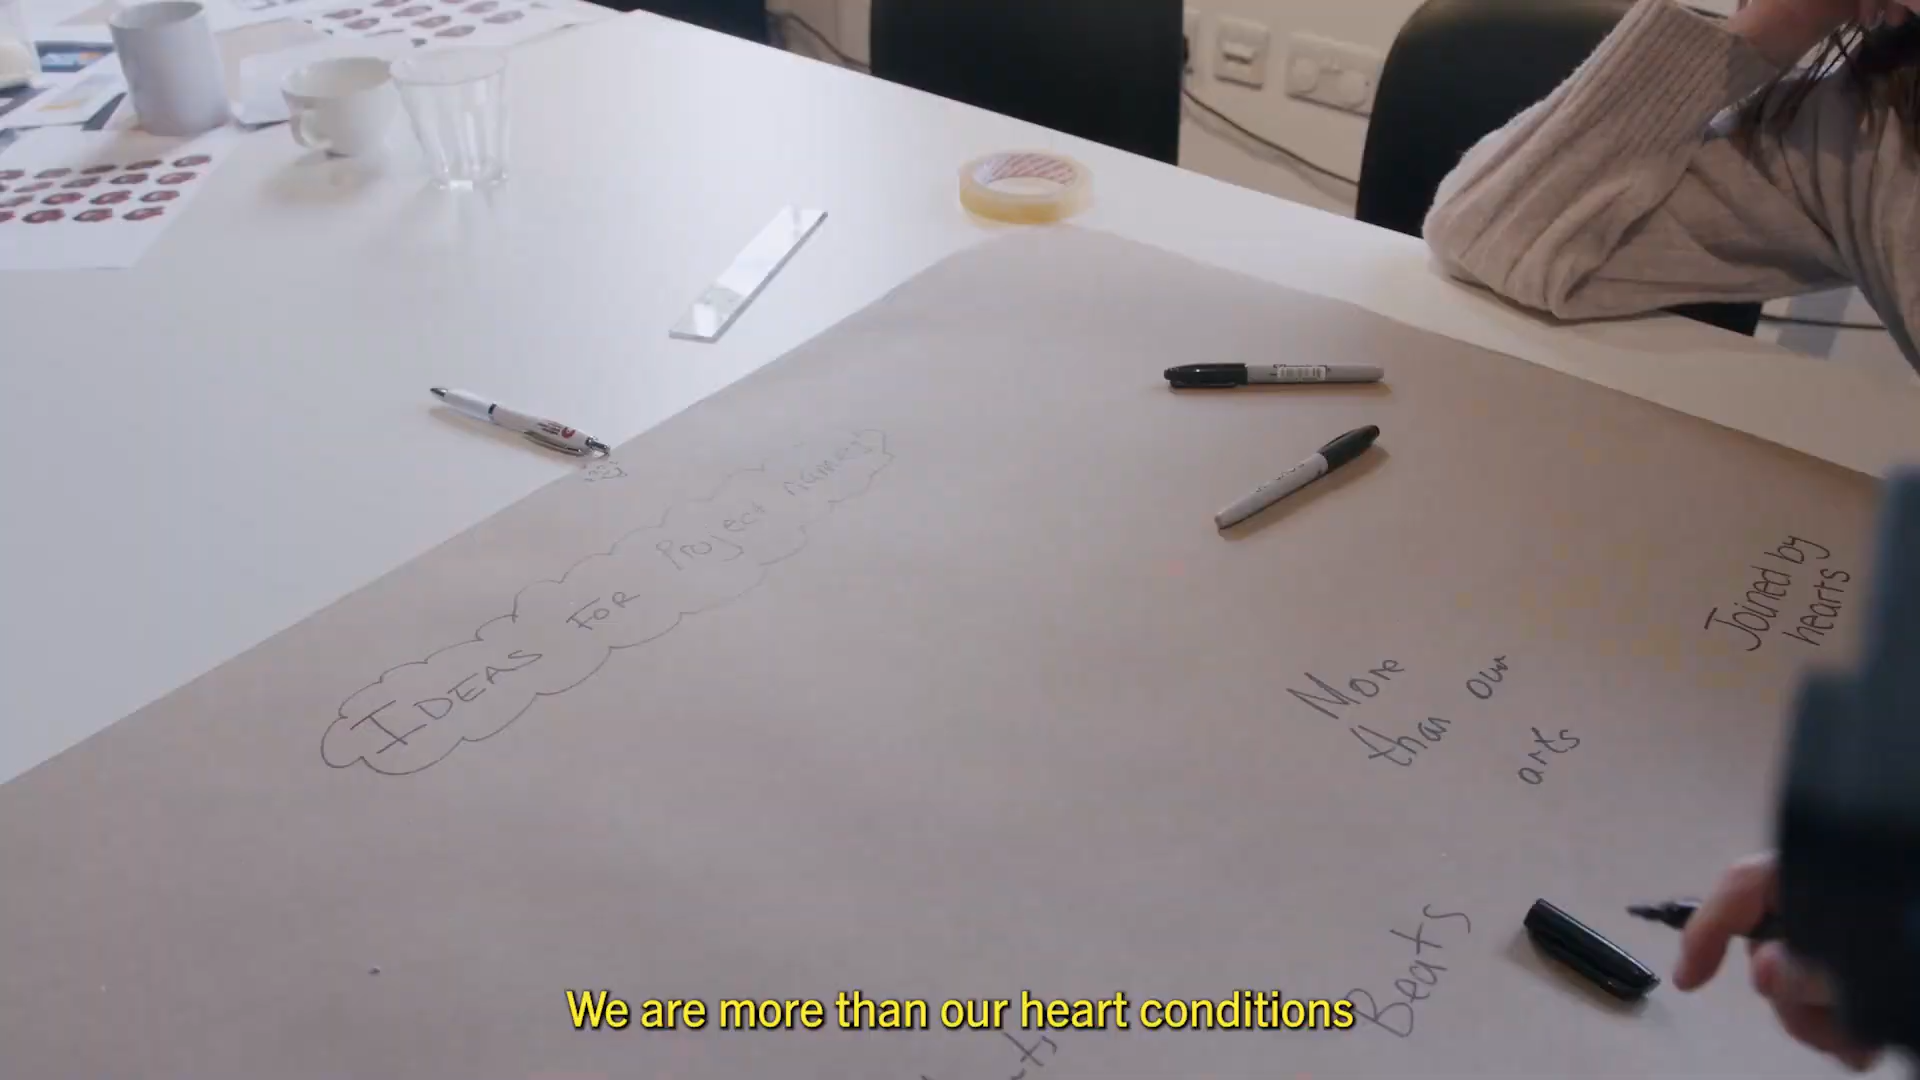 IDEAS FOR Project names
Joined by
hearts
More
than our
arts
Beats
We are more than our heart conditions